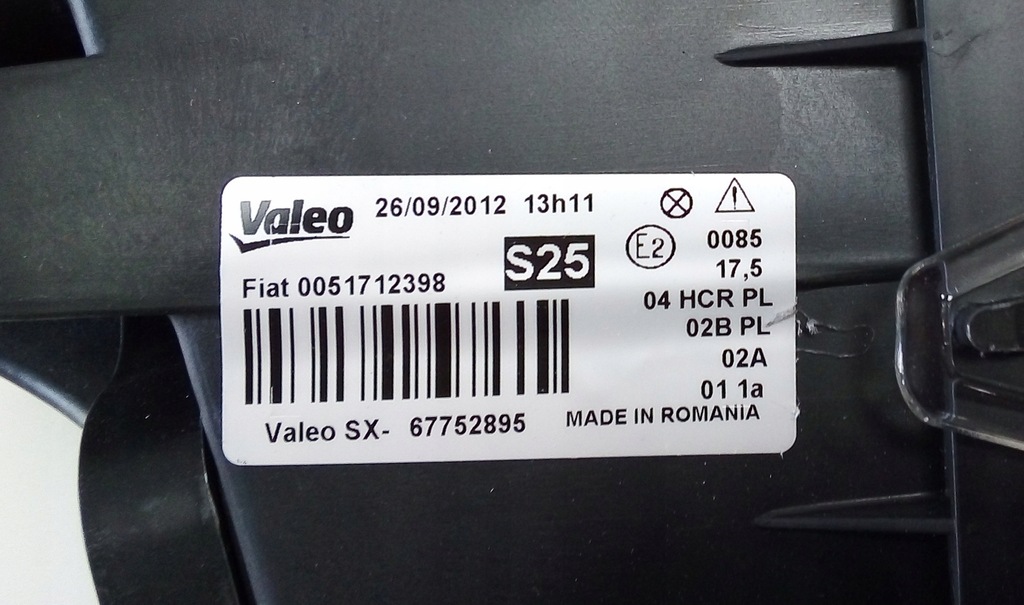 Valeo 26/09/2012 13h11
S25 E2 0085
17,5
Fiat 0051712398
04 HCR PL
02B PL
02A
01 1a
Valeo SX- 67752895 MADE IN ROMANiA